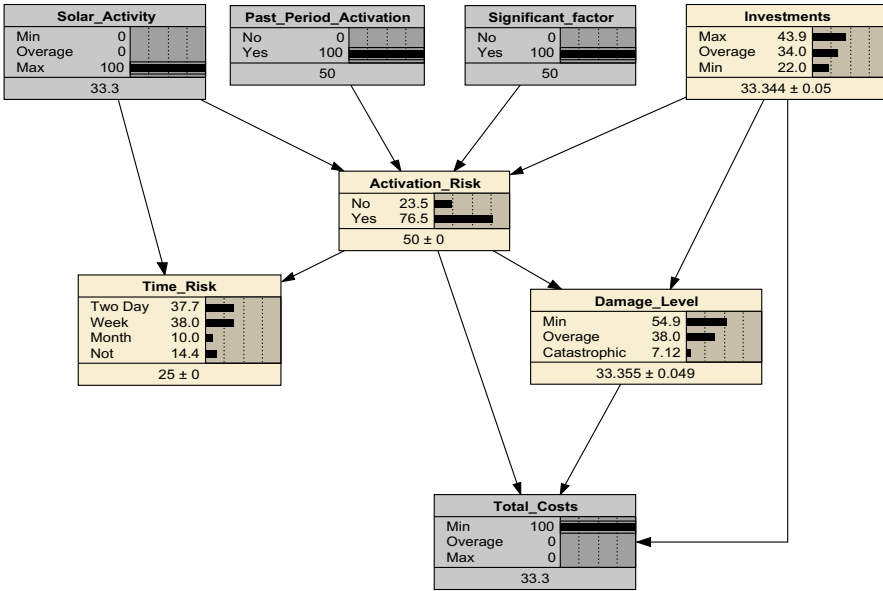 Solar_Activity
Min 0
Overage 0
Max 100
33.3
Past_Period_Activation
No 0
Yes 100
50
Significant_factor
No 0
Yes 100
50
Investments
Max 43.9
Overage 34.0
Min 22.0
33.344 ± 0.05
Activation_Risk
No 23.5
Yes 76.5
50 ± 0
Time_Risk
Two Day 37.7
Week 38.0
Month 10.0
Not 14.4
25 ± 0
Damage_Level
Min 54.9
Overage 38.0
Catastrophic 7.12
33.355 ± 0.049
Total_Costs
Min 100
Overage 0
Max 0
33.3